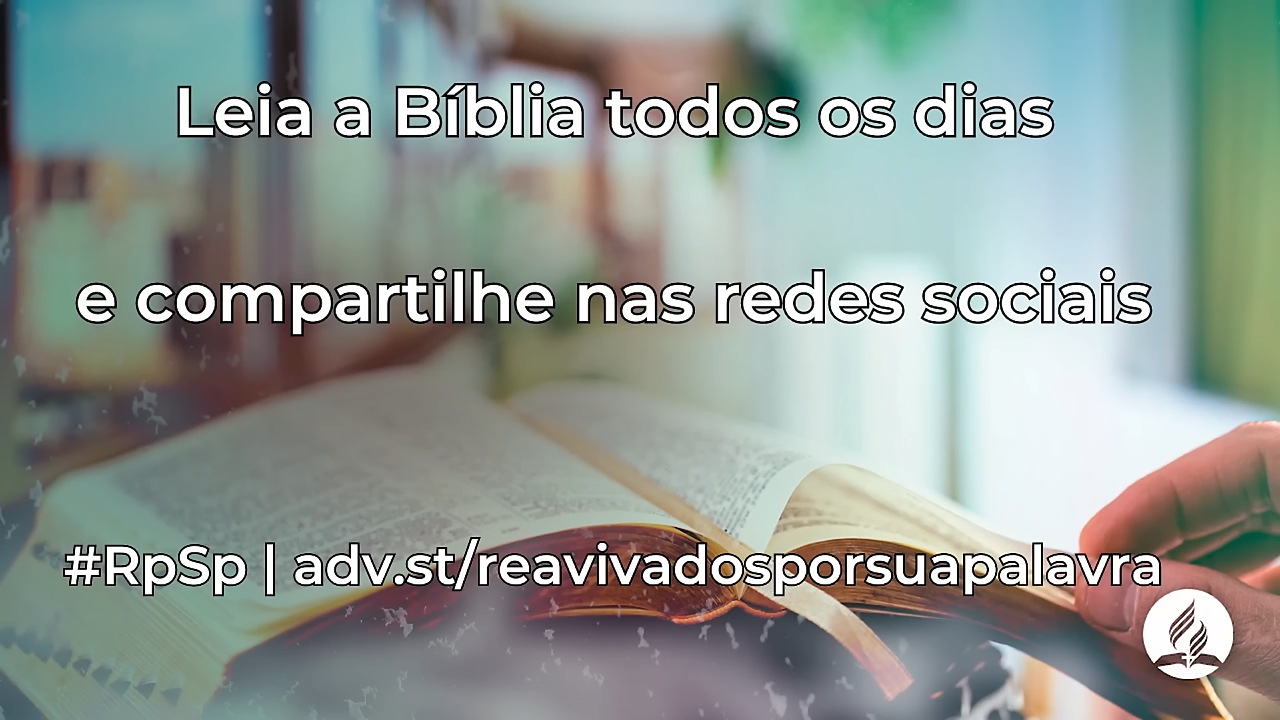 Leia a Bíblia todos os dias
e compartilhe nas redes sociais
#RpSp | adv.st/reavivadosporsuapalavra